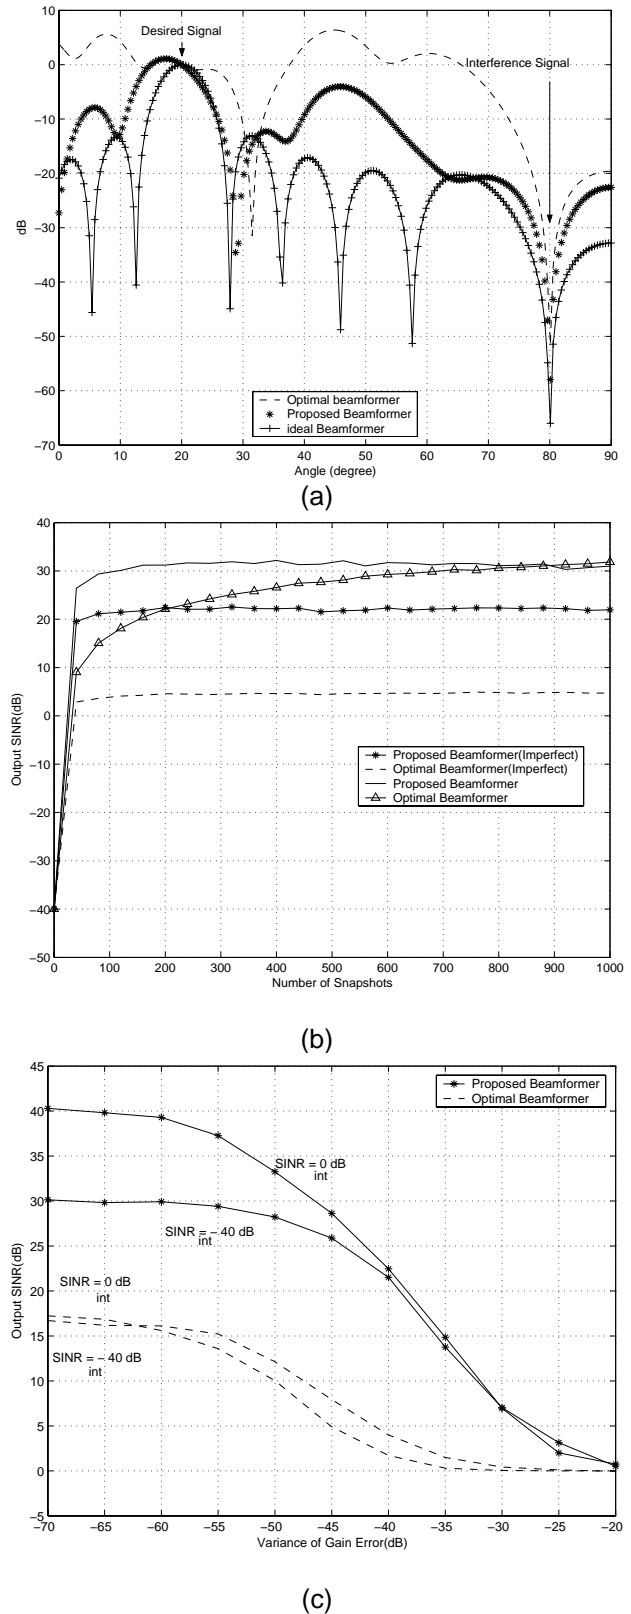 10
0
−10
−20
−30
−40
−50
−60
−70
dB
Desired Signal
Interference Signal
Optimal beamformer
Proposed Beamformer
ideal Beamformer
0 10 20 30 40 50 60 70 80 90
Angle (degree)
(a)
40
30
20
10
0
−10
−20
−30
−40
−50
Output SINR(dB)
Proposed Beamformer(Imperfect)
Optimal Beamformer(Imperfect)
Proposed Beamformer
Optimal Beamformer
0 100 200 300 400 500 600 700 800 900 1000
Number of Snapshots
(b)
45
40
35
30
25
20
15
10
5
0
−5
Output SINR(dB)
Proposed Beamformer
Optimal Beamformer
SINR = 0 dB
int
SINR = − 40 dB
int
SINR = 0 dB
int
SINR = − 40 dB
int
−70 −65 −60 −55 −50 −45 −40 −35 −30 −25 −20
Variance of Gain Error(dB)
(c)